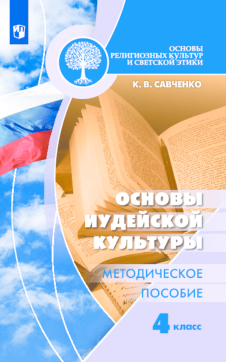 ОСНОВЫ
РЕЛИГИОЗНЫХ КУЛЬТУР
И СВЕТСКОЙ ЭТИКИ
К. В. САВЧЕНКО
ОСНОВЫ
ИУДЕЙСКОЙ
КУЛЬТУРЫ
МЕТОДИЧЕСКОЕ
ПОСОБИЕ
4 класс